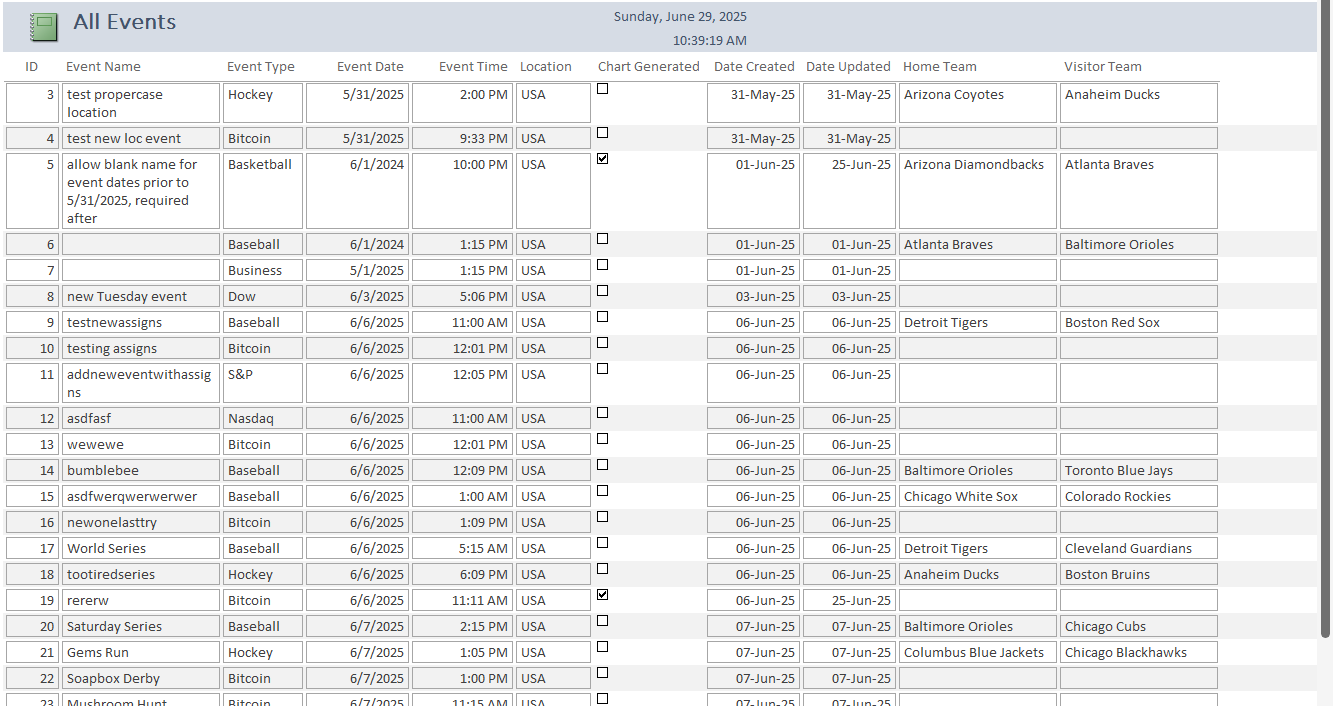 All Events
Sunday, June 29, 2025
10:39:19 AM
ID Event Name Event Type Event Date Event Time Location Chart Generated Date Created Date Updated Home Team Visitor Team
3 test propercase Hockey 5/31/2025 2:00 PM USA 31-May-25 31-May-25 Arizona Coyotes Anaheim Ducks
location
4 test new loc event Bitcoin 5/31/2025 9:33 PM USA 31-May-25 31-May-25
5 allow blank name for Basketball 6/1/2024 10:00 PM USA 01-Jun-25 25-Jun-25 Arizona Diamondbacks Atlanta Braves
event dates prior to
5/31/2025, required
after
6 Baseball 6/1/2024 1:15 PM USA 01-Jun-25 01-Jun-25 Atlanta Braves Baltimore Orioles
7 Business 5/1/2025 1:15 PM USA 01-Jun-25 01-Jun-25
8 new Tuesday event Dow 6/3/2025 5:06 PM USA 03-Jun-25 03-Jun-25
9 testnewassigns Baseball 6/6/2025 11:00 AM USA 06-Jun-25 06-Jun-25 Detroit Tigers Boston Red Sox
10 testing assigns Bitcoin 6/6/2025 12:01 PM USA 06-Jun-25 06-Jun-25
11 addneweventwithassig S&P 6/6/2025 12:05 PM USA 06-Jun-25 06-Jun-25
ns
12 asdfasf Nasdaq 6/6/2025 11:00 AM USA 06-Jun-25 06-Jun-25
13 wewewe Bitcoin 6/6/2025 12:01 PM USA 06-Jun-25 06-Jun-25
14 bumblebee Baseball 6/6/2025 12:09 PM USA 06-Jun-25 06-Jun-25 Baltimore Orioles Toronto Blue Jays
15 asdfwerqwerwerwer Baseball 6/6/2025 1:00 AM USA 06-Jun-25 06-Jun-25 Chicago White Sox Colorado Rockies
16 newonelasttry Bitcoin 6/6/2025 1:09 PM USA 06-Jun-25 06-Jun-25
17 World Series Baseball 6/6/2025 5:15 AM USA 06-Jun-25 06-Jun-25 Detroit Tigers Cleveland Guardians
18 tootiredseries Hockey 6/6/2025 6:09 PM USA 06-Jun-25 06-Jun-25 Anaheim Ducks Boston Bruins
19 rererw Bitcoin 6/6/2025 11:11 AM USA 06-Jun-25 25-Jun-25
20 Saturday Series Baseball 6/7/2025 2:15 PM USA 07-Jun-25 07-Jun-25 Baltimore Orioles Chicago Cubs
21 Gems Run Hockey 6/7/2025 1:05 PM USA 07-Jun-25 07-Jun-25 Columbus Blue Jackets Chicago Blackhawks
22 Soapbox Derby Bitcoin 6/7/2025 1:00 PM USA 07-Jun-25 07-Jun-25
23 Mushroom Hunt Bitcoin 6/7/2025 11:15 AM USA 07-Jun-25 07-Jun-25